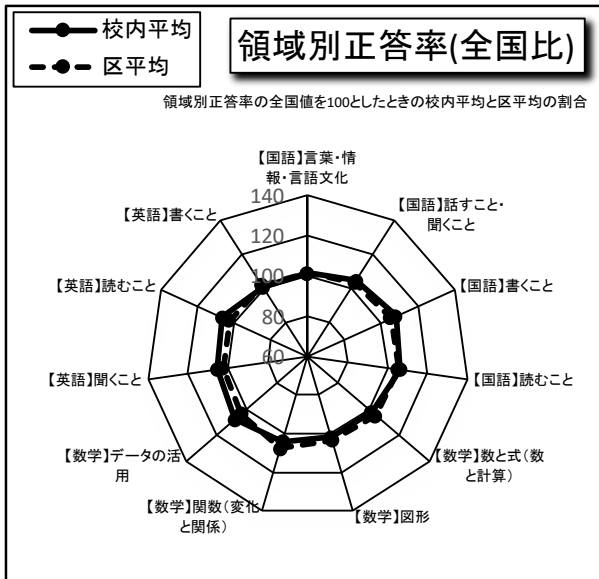 校内平均
区平均
領域別正答率(全国比)
領域別正答率の全国値を100としたときの校内平均と区平均の割合
【国語】言葉・情
報・言語文化
【国語】話すこと・
聞くこと
【国語】書くこと
【国語】読むこと
【数学】数と式(数
と計算)
【数学】図形
【数学】関数(変化
と関係)
【数学】データの活
用
【英語】聞くこと
【英語】読むこと
【英語】書くこと
140
120
100
80
60